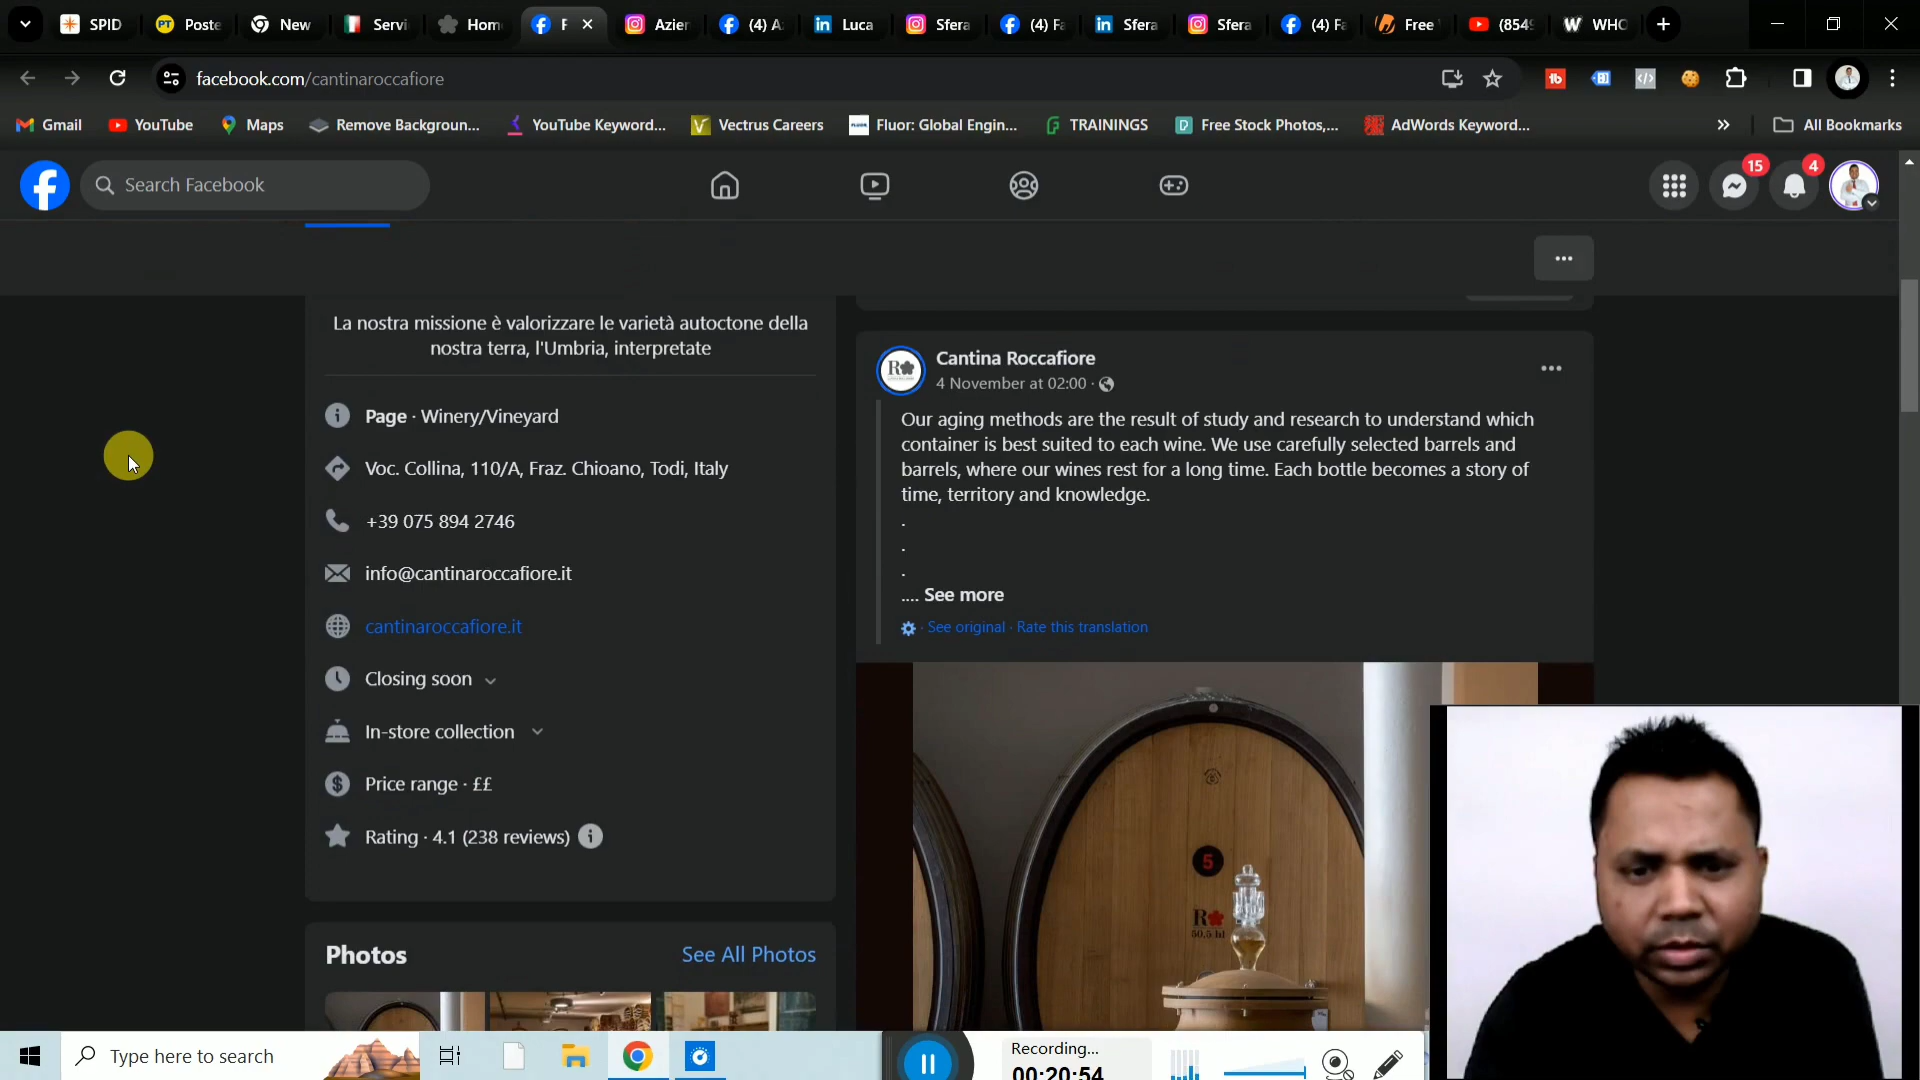 SPID
PT Poste
New
Servi
Hom
F
Azier
(4) A
Luca
Sfera
(4) Fa
Sfera
Sfera
(4) Fa
Free
(854
WHO
facebook.com/cantinaroccafiore
Gmail
YouTube
Maps
Remove Backgroun...
YouTube Keyword...
Vectrus Careers
Fluor: Global Engin...
TRAININGS
Free Stock Photos,...
AdWords Keyword...
All Bookmarks
Search Facebook
15
4
La nostra missione è valorizzare le varietà autoctone della
nostra terra, l'Umbria, interpretate
Page · Winery/Vineyard
Voc. Collina, 110/A, Fraz. Chioano, Todi, Italy
+39 075 894 2746
info@cantinaroccafiore.it
cantinaroccafiore.it
Closing soon
In-store collection
Price range · ££
Rating · 4.1 (238 reviews)
Photos
See All Photos
Cantina Roccafiore
4 November at 02:00 ·
Our aging methods are the result of study and research to understand which
container is best suited to each wine. We use carefully selected barrels and
barrels, where our wines rest for a long time. Each bottle becomes a story of
time, territory and knowledge.
.
.
.
.... See more
· See original · Rate this translation
5
R
50,5 hl
Type here to search
Recording...
00:20:54